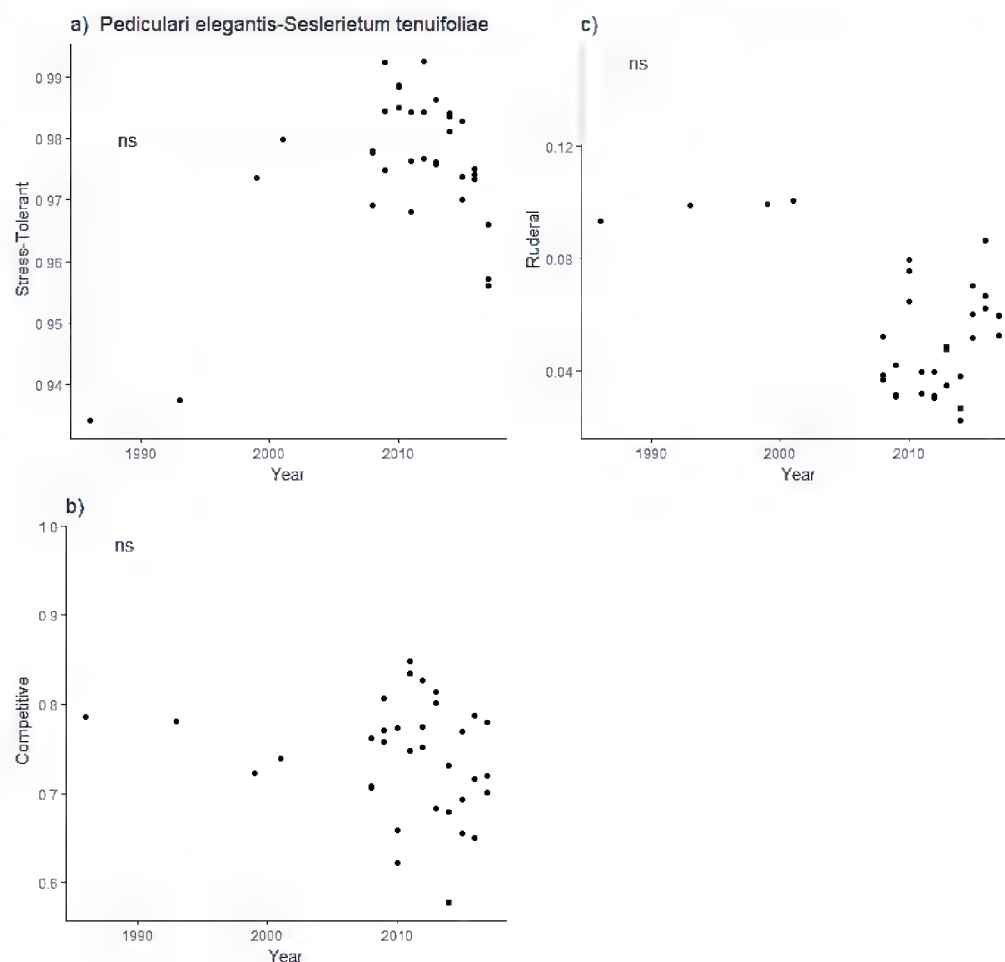 a) Pediculari elegantis-Seslerietum tenuifoliae
ns
Stress-Tolerant
0 99
0 98
0 97
0 96
0 95
0 94
1990
2000
2010
Year
c)
ns
Ruderal
0.12
0.08
0.04
1990
2000
2010
Year
b)
ns
Competitive
1 0
0 9
0 8
0 7
0 6
1990
2000
2010
Year